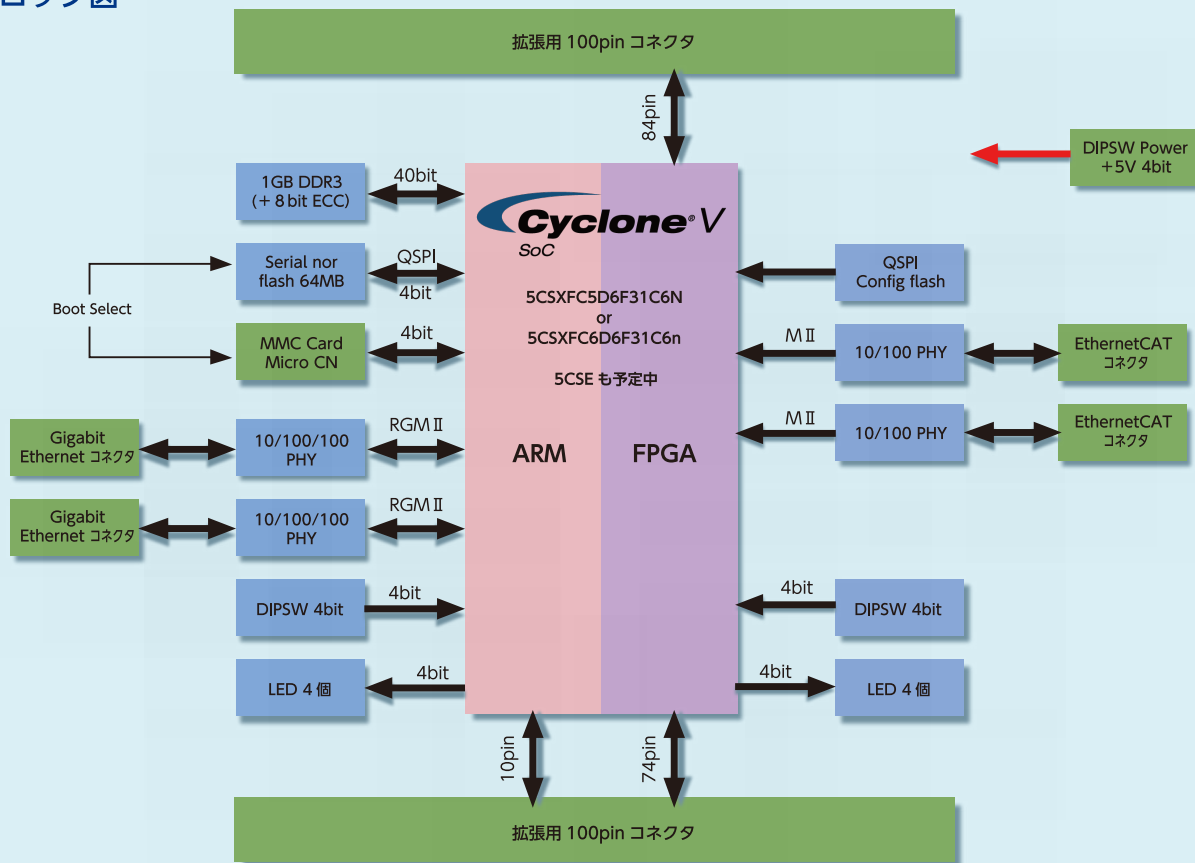 ロック図
拡張用 100pin コネクタ
84pin
DIPSW Power
+5V 4bit
1GB DDR3
(+ 8 bit ECC)
40bit
Cyclone® V
SoC
Serial nor
flash 64MB
QSPI
4bit
QSPI
Config flash
Boot Select
5CSXFC5D6F31C6N
or
5CSXFC6D6F31C6n
5CSE も予定中
MMC Card
Micro CN
4bit
MⅡ
10/100 PHY
EthernetCAT
コネクタ
Gigabit
Ethernet コネクタ
10/100/100
PHY
RGMⅡ
ARM
FPGA
MⅡ
10/100 PHY
EthernetCAT
コネクタ
Gigabit
Ethernet コネクタ
10/100/100
PHY
RGMⅡ
DIPSW 4bit
4bit
4bit
DIPSW 4bit
LED 4 個
4bit
4bit
LED 4 個
10pin
74pin
拡張用 100pin コネクタ